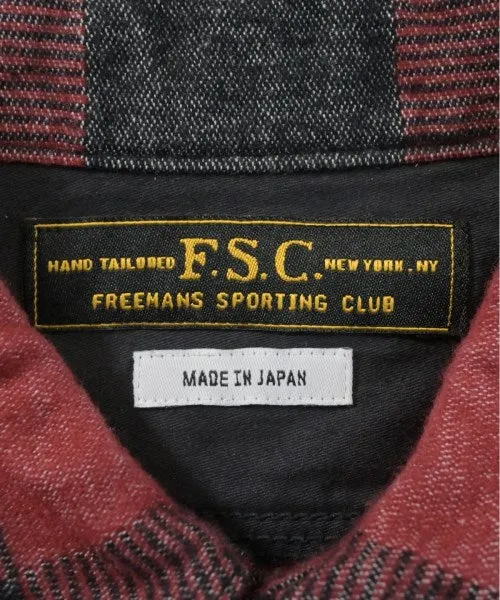 HAND TAILORED F.S.C. NEW YORK. NY
FREEMANS SPORTING CLUB
MADE IN JAPAN